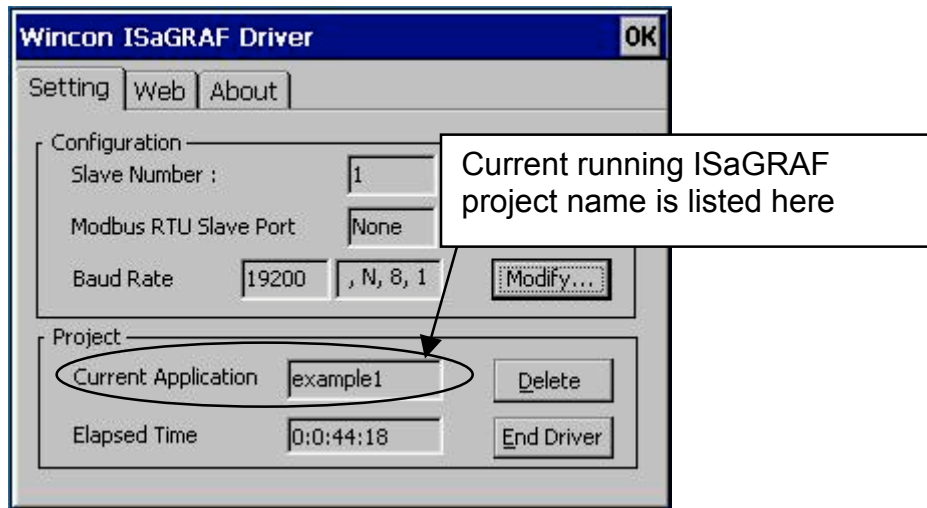 Wincon ISaGRAF Driver OK
Setting Web About
Configuration
Slave Number : 1
Current running ISaGRAF
project name is listed here
Modbus RTU Slave Port None
Baud Rate 19200 , N, 8, 1 Modify...
Project
Current Application example1 Delete
Elapsed Time 0:0:44:18 End Driver